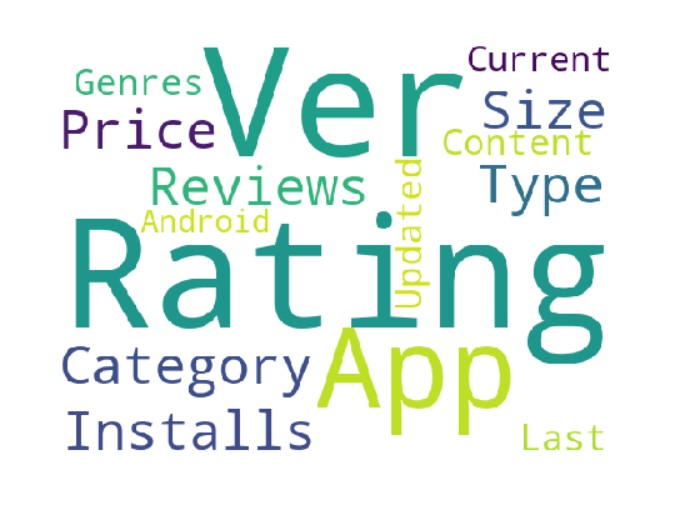 Current
Genres
Ver
Size
Price
Content
Reviews
Type
Updated
Android
Rating
Category
App
Installs
Last